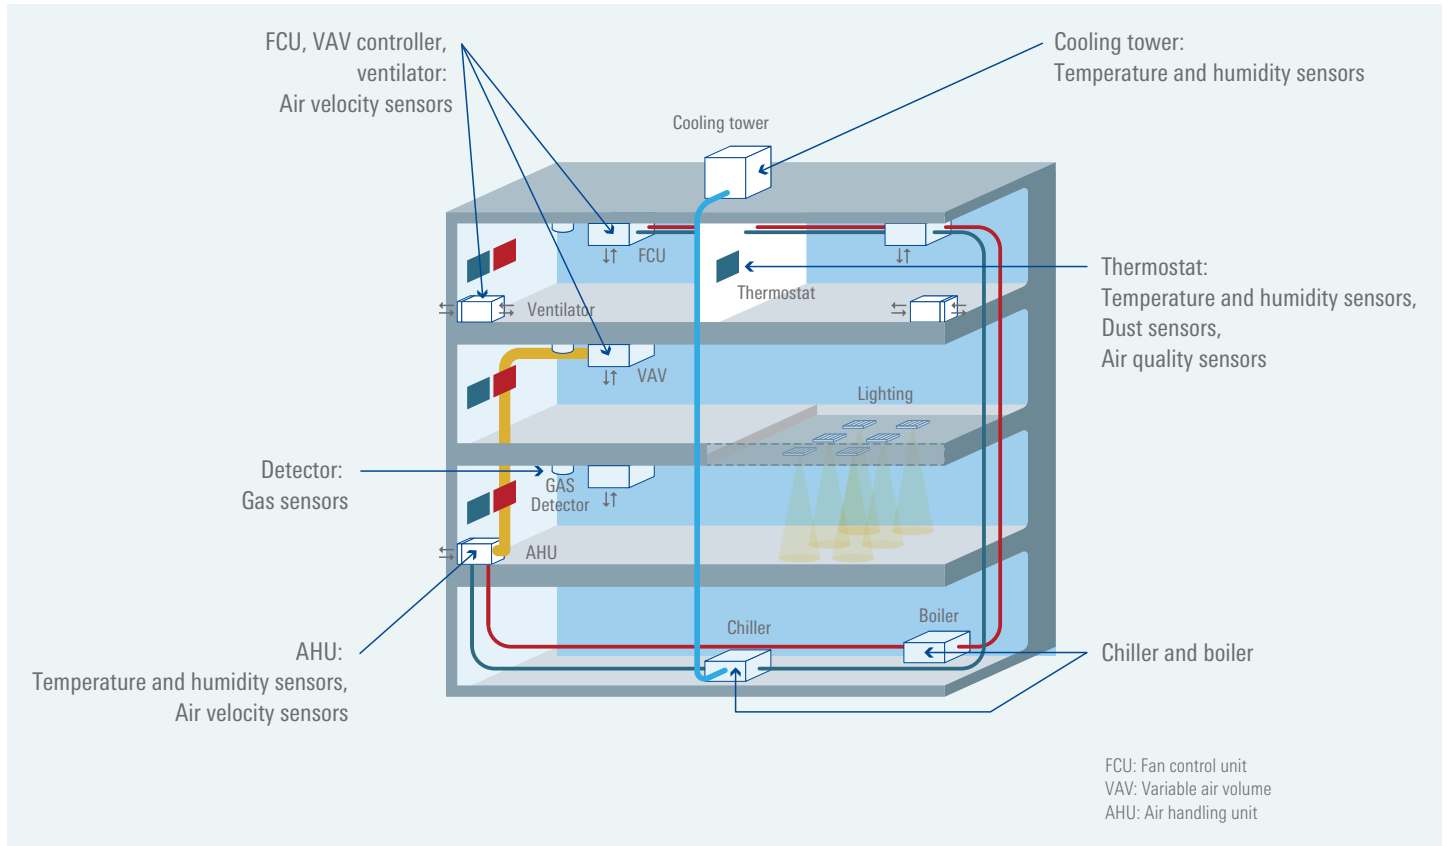 FCU, VAV controller,
ventilator:
Air velocity sensors
Cooling tower:
Temperature and humidity sensors
Cooling tower
FCU
Thermostat
Ventilator
Thermostat:
Temperature and humidity sensors,
Dust sensors,
Air quality sensors
VAV
Lighting
Detector:
Gas sensors
GAS
Detector
AHU
Chiller
Boiler
AHU:
Temperature and humidity sensors,
Air velocity sensors
Chiller and boiler
FCU: Fan control unit
VAV: Variable air volume
AHU: Air handling unit